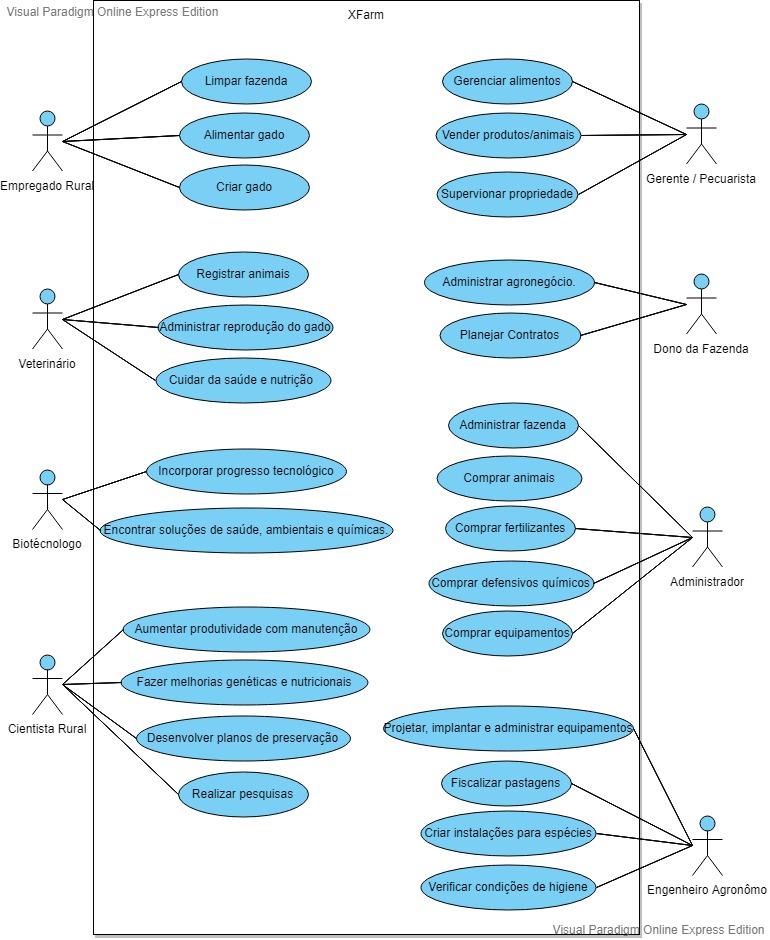 Visual Paradigm Online Express Edition
XFarm
Limpar fazenda
Alimentar gado
Criar gado
Empregado Rural
Gerenciar alimentos
Vender produtos/animais
Supervionar propriedade
Gerente / Pecuarista
Registrar animais
Administrar reprodução do gado
Cuidar da saúde e nutrição
Veterinário
Administrar agronegócio.
Planejar Contratos
Dono da Fazenda
Incorporar progresso tecnológico
Encontrar soluções de saúde, ambientais e químicas.
Biotécnologo
Administrar fazenda
Comprar animais
Comprar fertilizantes
Comprar defensivos químicos
Comprar equipamentos
Administrador
Aumentar produtividade com manutenção
Fazer melhorias genéticas e nutricionais
Desenvolver planos de preservação
Realizar pesquisas
Cientista Rural
Projetar, implantar e administrar equipamentos
Fiscalizar pastagens
Criar instalações para espécies
Verificar condições de higiene
Engenheiro Agronômo
Visual Paradigm Online Express Edition